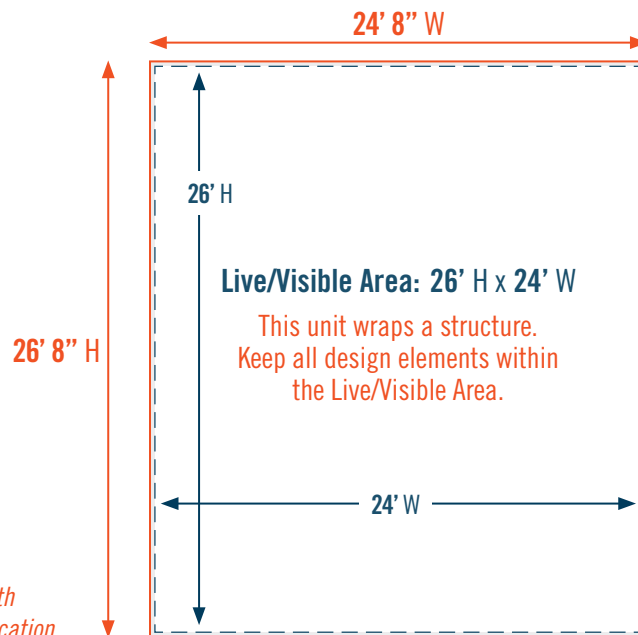 24’ 8” W
26’ H
Live/Visible Area: 26’ H x 24’ W
This unit wraps a structure.
Keep all design elements within
the Live/Visible Area.
26’ 8” H
24’ W